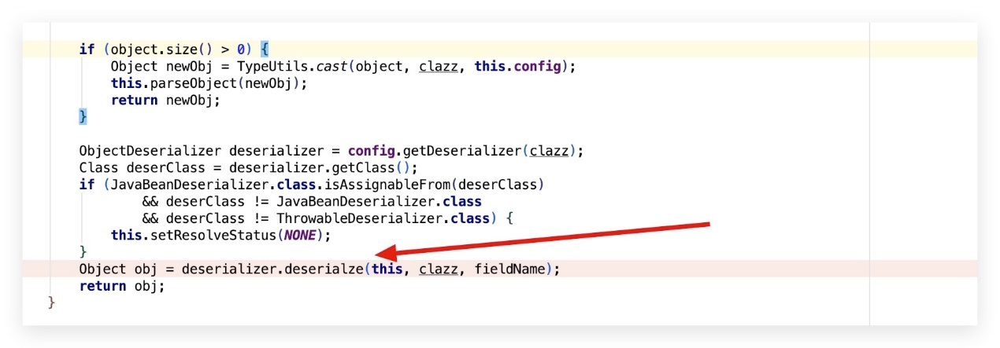 if (object.size() > 0) {
Object newObj = TypeUtils.cast(object, clazz, this.config);
this.parseObject(newObj);
return newObj;
}
ObjectDeserializer deserializer = config.getDeserializer(clazz);
Class deserClass = deserializer.getClass();
if (JavaBeanDeserializer.class.isAssignableFrom(deserClass)
&& deserClass != JavaBeanDeserializer.class
&& deserClass != ThrowableDeserializer.class) {
this.setResolveStatus(NONE);
}
Object obj = deserializer.deserialze(this, clazz, fieldName);
return obj;
}